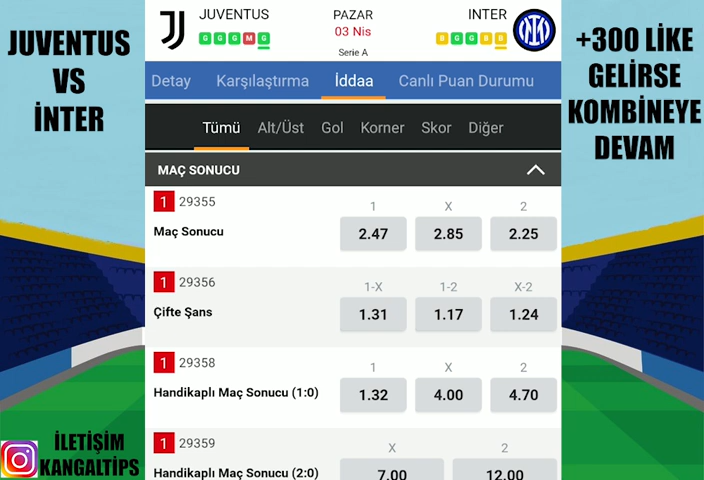 JUVENTUS
VS
İNTER
+300 LİKE
GELİRSE
KOMBİNEYE
DEVAM
JUVENTUS
G G G M G
PAZAR
03 Nis
Serie A
INTER
B G G B B
Detay Karşılaştırma İddaa Canlı Puan Durumu
Tümü Alt/Üst Gol Korner Skor Diğer
MAÇ SONUCU
1 29355
Maç Sonucu
1 X 2
2.47 2.85 2.25
1 29356
Çifte Şans
1-X 1-2 X-2
1.31 1.17 1.24
1 29358
Handikaplı Maç Sonucu (1:0)
1 X 2
1.32 4.00 4.70
1 29359
Handikaplı Maç Sonucu (2:0)
X 2
7.00 12.00
İLETİŞİM
KANGALTİPS